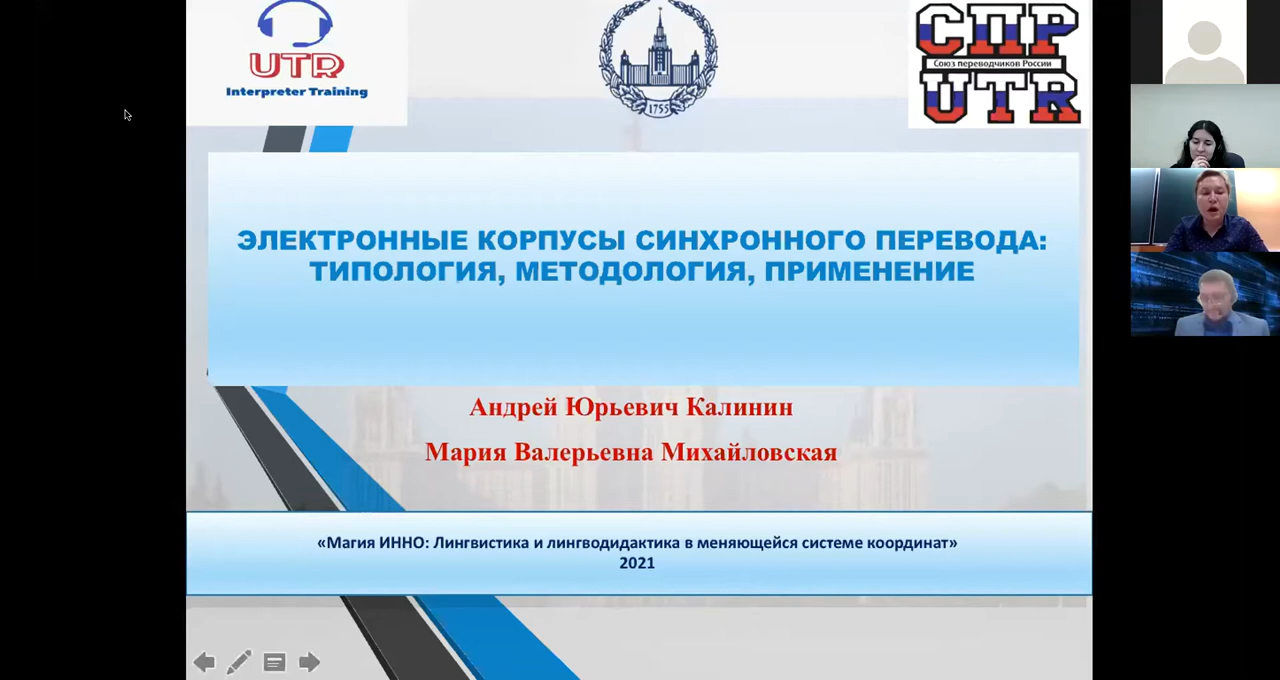 UTR
Interpreter Training
1755
СПР
Союз переводчиков России
UTR
ЭЛЕКТРОННЫЕ КОРПУСЫ СИНХРОННОГО ПЕРЕВОДА:
ТИПОЛОГИЯ, МЕТОДОЛОГИЯ, ПРИМЕНЕНИЕ
Андрей Юрьевич Калинин
Мария Валерьевна Михайловская
«Магия ИННО: Лингвистика и лингводидактика в меняющейся системе координат»
2021